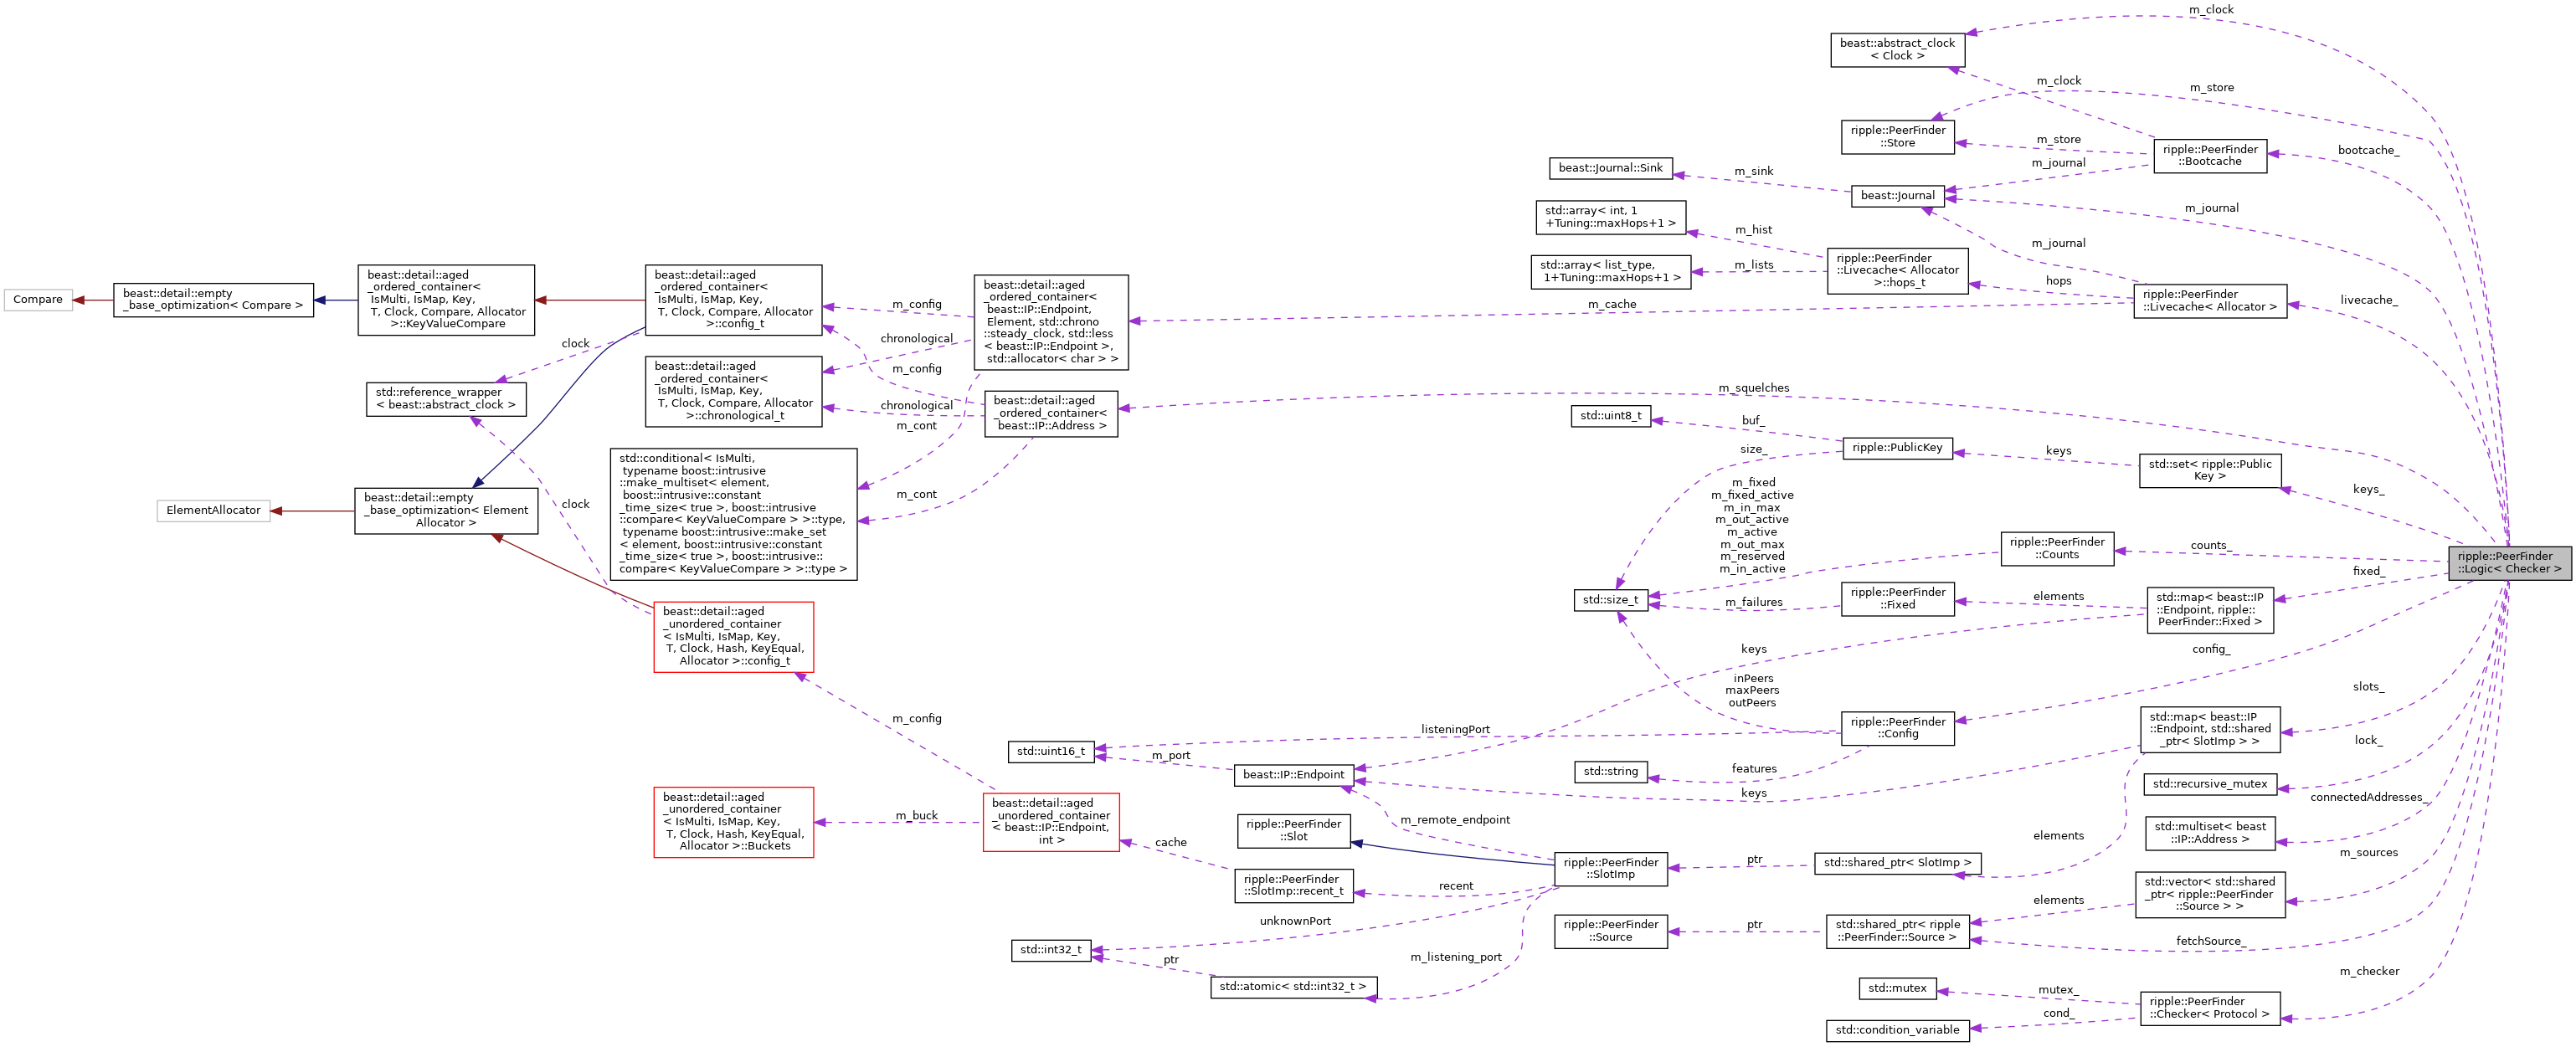 m_clock
beast::abstract_clock
< Clock >
m_clock
m_store
ripple::PeerFinder
::Store
m_store
ripple::PeerFinder
::Bootcache
bootcache_
m_journal
beast::Journal::Sink
m_sink
beast::Journal
m_journal
std::array< int, 1
+Tuning::maxHops+1 >
m_hist
m_journal
ripple::PeerFinder
::Livecache< Allocator
>::hops_t
std::array< list_type,
1+Tuning::maxHops+1 >
m_lists
hops
ripple::PeerFinder
::Livecache< Allocator >
livecache_
m_cache
Compare
beast::detail::empty
_base_optimization< Compare >
beast::detail::aged
_ordered_container<
IsMulti, IsMap, Key,
T, Clock, Compare, Allocator
>::KeyValueCompare
beast::detail::aged
_ordered_container<
IsMulti, IsMap, Key,
T, Clock, Compare, Allocator
>::config_t
m_config
beast::detail::aged
_ordered_container<
beast::IP::Endpoint,
Element, std::chrono
::steady_clock, std::less
< beast::IP::Endpoint >,
std::allocator< char > >
clock
chronological
m_config
beast::detail::aged
_ordered_container<
IsMulti, IsMap, Key,
T, Clock, Compare, Allocator
>::chronological_t
std::reference_wrapper
< beast::abstract_clock >
chronological
m_cont
beast::detail::aged
_ordered_container<
beast::IP::Address >
m_squelches
std::uint8_t
buf_
ripple::PublicKey
size_
keys
std::set< ripple::Public
Key >
keys_
std::conditional< IsMulti,
typename boost::intrusive
::make_multiset< element,
boost::intrusive::constant
_time_size< true >, boost::intrusive
::compare< KeyValueCompare > >::type,
typename boost::intrusive::make_set
< element, boost::intrusive::constant
_time_size< true >, boost::intrusive::
compare< KeyValueCompare > >::type >
m_cont
ElementAllocator
beast::detail::empty
_base_optimization< Element
Allocator >
clock
m_fixed
m_fixed_active
m_in_max
m_out_active
m_active
m_out_max
m_reserved
m_in_active
ripple::PeerFinder
::Counts
counts_
ripple::PeerFinder
::Logic< Checker >
fixed_
std::size_t
m_failures
ripple::PeerFinder
::Fixed
elements
std::map< beast::IP
::Endpoint, ripple::
PeerFinder::Fixed >
beast::detail::aged
_unordered_container
< IsMulti, IsMap, Key,
T, Clock, Hash, KeyEqual,
Allocator >::config_t
keys
config_
inPeers
maxPeers
outPeers
slots_
m_config
listeningPort
ripple::PeerFinder
::Config
std::map< beast::IP
::Endpoint, std::shared
_ptr< SlotImp > >
std::uint16_t
m_port
lock_
beast::IP::Endpoint
std::string
features
keys
std::recursive_mutex
connectedAddresses_
beast::detail::aged
_unordered_container
< IsMulti, IsMap, Key,
T, Clock, Hash, KeyEqual,
Allocator >::Buckets
m_buck
beast::detail::aged
_unordered_container
< beast::IP::Endpoint,
int >
cache
ripple::PeerFinder
::Slot
m_remote_endpoint
elements
std::multiset< beast
::IP::Address >
m_sources
ripple::PeerFinder
::SlotImp
ptr
std::shared_ptr< SlotImp >
ripple::PeerFinder
::SlotImp::recent_t
recent
std::vector< std::shared
_ptr< ripple::PeerFinder
::Source > >
elements
unknownPort
ripple::PeerFinder
::Source
ptr
std::shared_ptr< ripple
::PeerFinder::Source >
fetchSource_
std::int32_t
ptr
m_listening_port
std::atomic< std::int32_t >
m_checker
std::mutex
mutex_
ripple::PeerFinder
::Checker< Protocol >
cond_
std::condition_variable